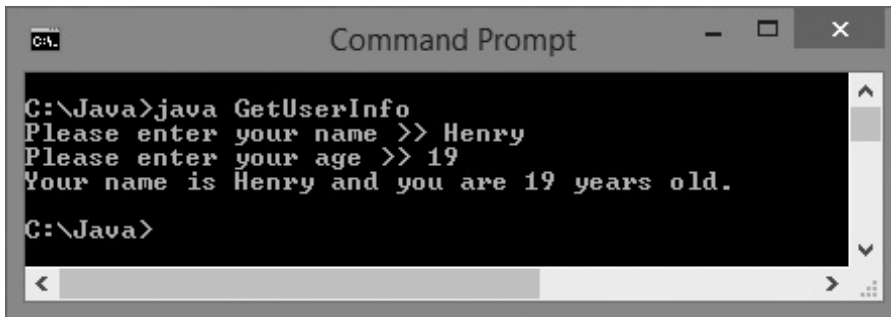 C:\.
Command Prompt
C:\Java>java GetUserInfo
Please enter your name >> Henry
Please enter your age >> 19
Your name is Henry and you are 19 years old.
C:\Java>